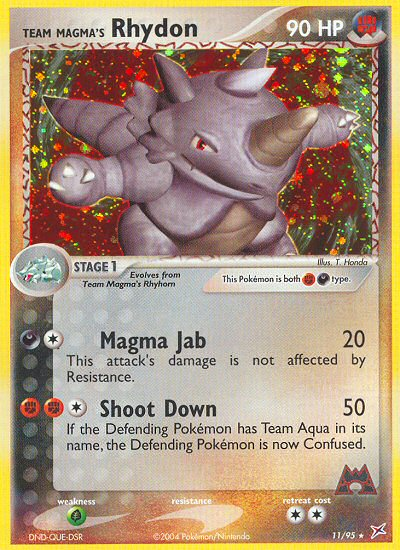 TEAM MAGMA'S Rhydon 90 HP
Illus. T. Honda
STAGE 1
Evolves from
Team Magma's Rhyhorn
This Pokémon is both type.
Magma Jab 20
This attack's damage is not affected by
Resistance.
Shoot Down 50
If the Defending Pokémon has Team Aqua in its
name, the Defending Pokémon is now Confused.
weakness resistance retreat cost
DND-QUE-DSR ©2004 Pokémon/Nintendo 11/95 ★